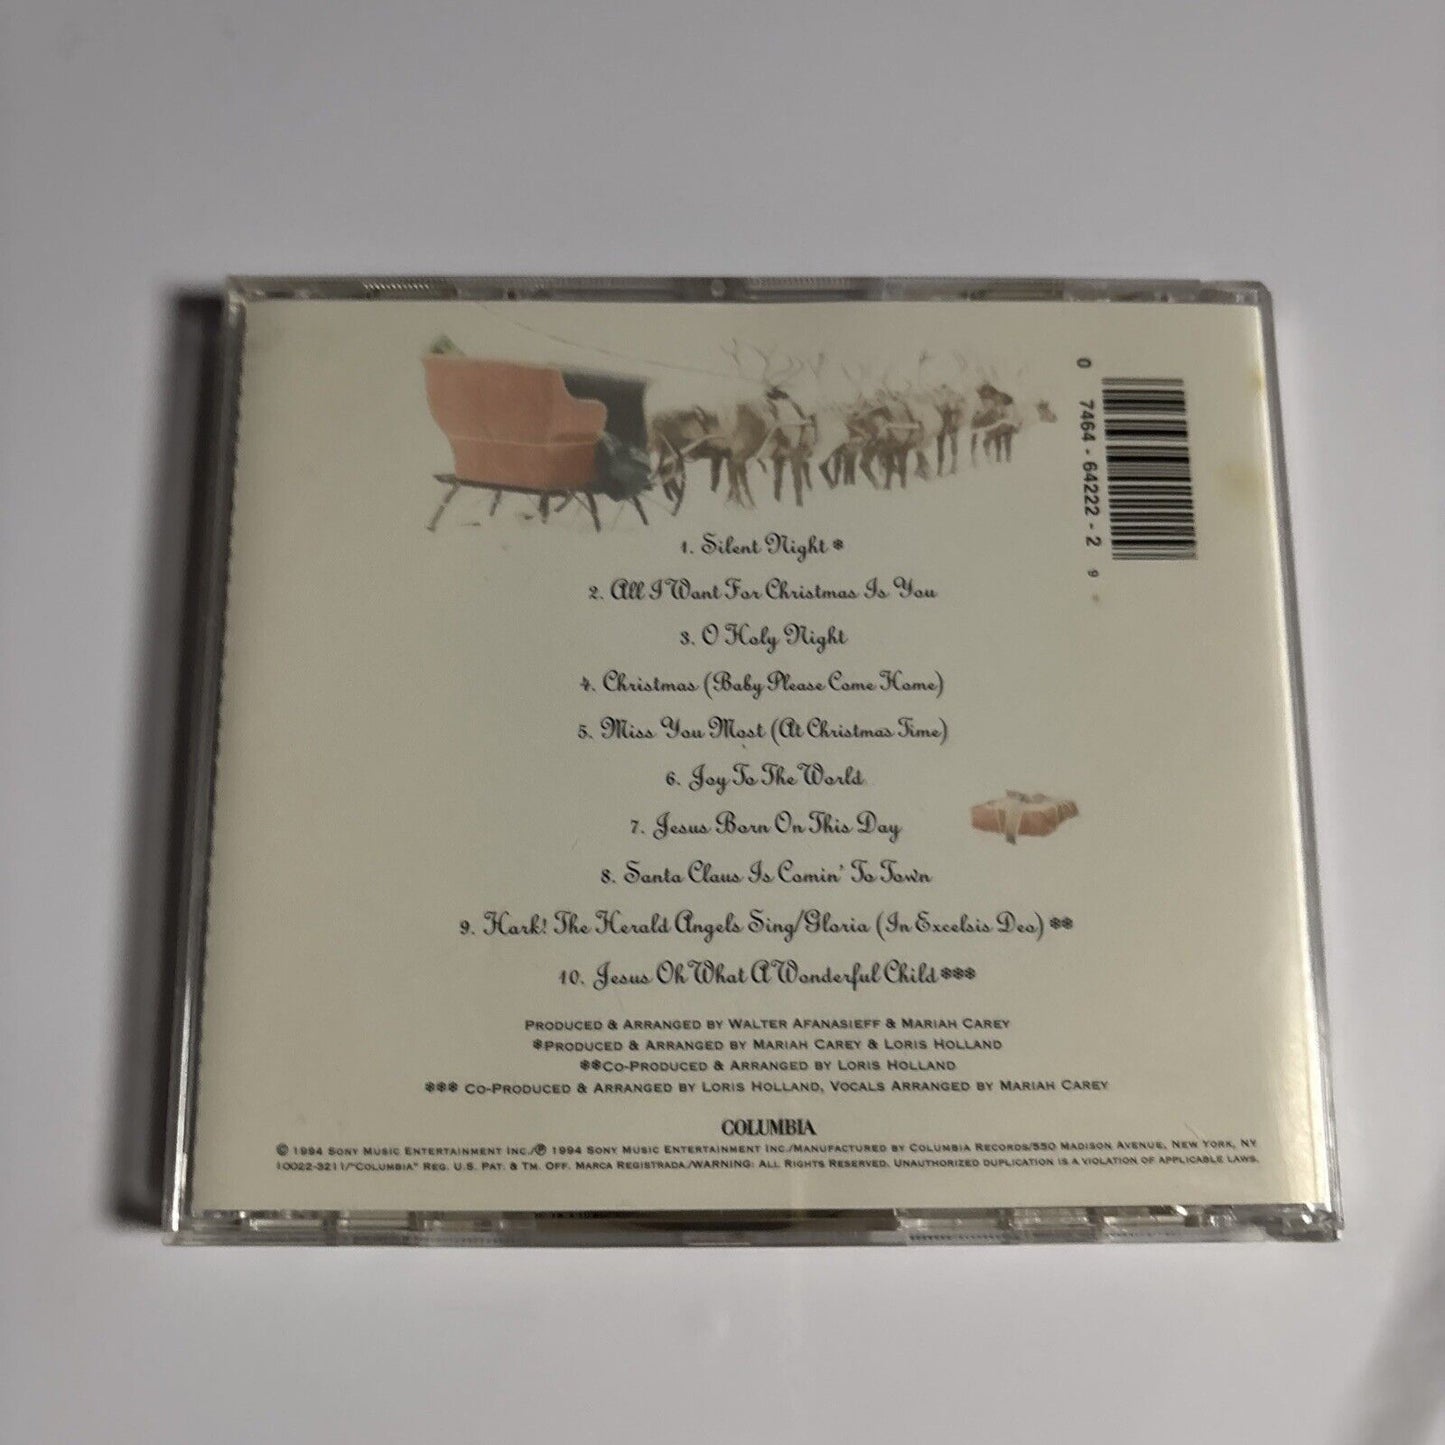 0 7464-64222-2 9
1. Silent Night *
2. All I Want For Christmas Is You
3. O Holy Night
4. Christmas (Baby Please Come Home)
5. Miss You Most (At Christmas Time)
6. Joy To The World
7. Jesus Born On This Day
8. Santa Claus Is Comin' To Town
9. Hark! The Herald Angels Sing/Gloria (In Excelsis Deo) **
10. Jesus Oh What A Wonderful Child ***
PRODUCED & ARRANGED BY WALTER AFANASIEFF & MARIAH CAREY
*PRODUCED & ARRANGED BY MARIAH CAREY & LORIS HOLLAND
**CO-PRODUCED & ARRANGED BY LORIS HOLLAND
*** CO-PRODUCED & ARRANGED BY LORIS HOLLAND, VOCALS ARRANGED BY MARIAH CAREY
COLUMBIA
© 1994 SONY MUSIC ENTERTAINMENT INC./℗ 1994 SONY MUSIC ENTERTAINMENT INC./MANUFACTURED BY COLUMBIA RECORDS/550 MADISON AVENUE, NEW YORK, NY
10022-3211/"COLUMBIA" REG. U.S. PAT. & TM. OFF. MARCA REGISTRADA./WARNING: ALL RIGHTS RESERVED. UNAUTHORIZED DUPLICATION IS A VIOLATION OF APPLICABLE LAWS.